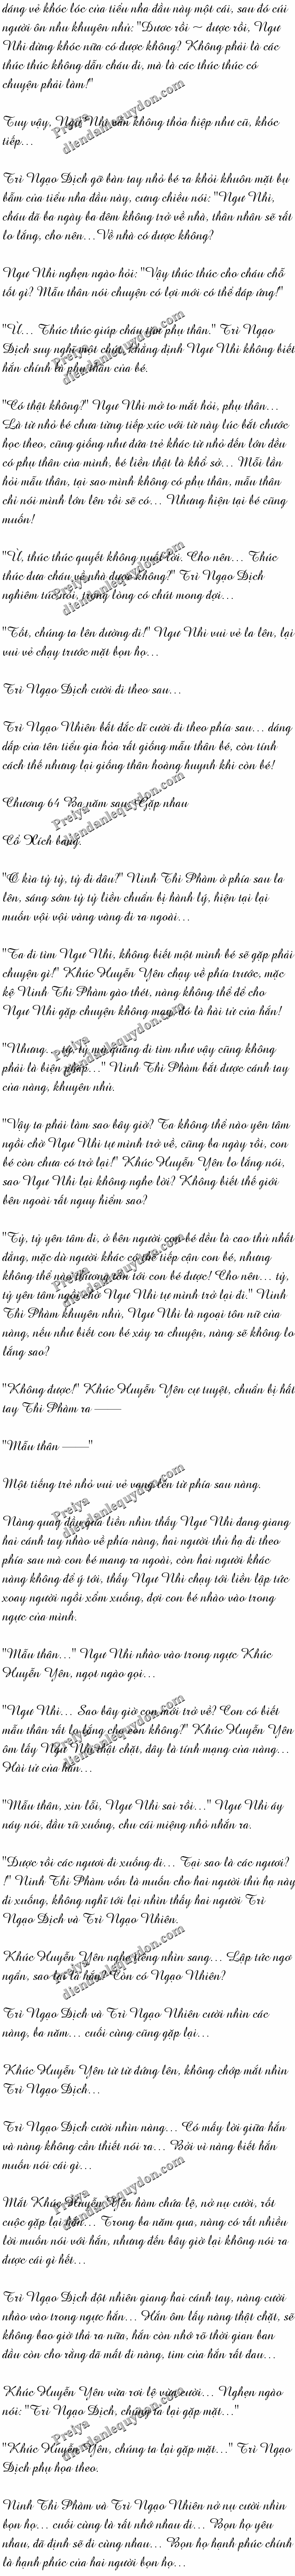 dáng vẻ khóc lóc của tiểu nha đầu này một cái, sau đó cúi
người ôn nhu khuyên nhủ: "Được rồi ~ được rồi, Ngư
Nhi đừng khóc nữa có được không? Không phải là các
thúc thúc không dẫn cháu đi, mà là các thúc thúc có
chuyện phải làm!"
Tuy vậy, Ngư Nhi vẫn không thỏa hiệp như cũ, khóc
tiếp...
Trì Ngạo Dịch gỡ bàn tay nhỏ bé ra khỏi khuôn mặt bụ
bẫm của tiểu nha đầu này, cưng chiều nói: "Ngư Nhi,
cháu đã ba ngày ba đêm không trở về nhà, thân nhân sẽ rất
lo lắng, cho nên...Về nhà có được không?
Ngư Nhi nghẹn ngào hỏi: "Vậy thúc thúc cho cháu chỗ
tốt gì? Mẫu thân nói chuyện có lợi mới có thể đáp ứng!"
"Ừ... Thúc thúc giúp cháu tìm phụ thân." Trì Ngạo
Dịch suy nghĩ một chút, khẳng định Ngư Nhi không biết
hắn chính là phụ thân của bé.
"Có thật không?" Ngư Nhi mở to mắt hỏi, phụ thân...
Là từ nhỏ bé chưa từng tiếp xúc với từ này lúc bắt chước
học theo, cũng giống như đứa trẻ khác từ nhỏ đến lớn đều
có phụ thân của mình, bé liền thật là khổ sở... Mỗi lần
hỏi mẫu thân, tại sao mình không có phụ thân, mẫu thân
chỉ nói mình lớn lên rồi sẽ có... Nhưng hiện tại bé cũng
muốn!
"Ừ, thúc thúc quyết không nuốt lời. Cho nên... Thúc
thúc đưa cháu về nhà được không?" Trì Ngạo Dịch
nghiêm túc nói, trong lòng có chút mong đợi...
"Tốt, chúng ta lên đường đi!" Ngư Nhi vui vẻ la lên, lại
vui vẻ chạy trước mặt bọn họ...
Trì Ngạo Dịch cười đi theo sau...
Trì Ngạo Nhiên bất đắc dĩ cười đi theo phía sau... dáng
dấp của tên tiểu gia hỏa rất giống mẫu thân bé, còn tính
cách thế nhưng lại giống thân hoàng huynh khi còn bé!
Chương 64 Ba năm sau: Gặp nhau
Cổ Xích bang.
"Ơ kìa tỷ tỷ, tỷ đi đâu?" Ninh Thi Phàm ở phía sau la
lên, sáng sớm tỷ tỷ liền chuẩn bị hành lý, hiện tại lại
muốn vội vội vàng vàng đi ra ngoài...
"Ta đi tìm Ngư Nhi, không biết một mình bé sẽ gặp phải
chuyện gì!" Khúc Huyễn Yên chạy về phía trước, mặc
kệ Ninh Thi Phàm gào thét, nàng không thể để cho
Ngư Nhi gặp chuyện không may, đó là hài tử của hắn!
"Nhưng... tỷ, tỷ vội quáng đi tìm như vậy cũng không
phải là biện pháp..." Ninh Thi Phàm bắt được cánh tay
của nàng, khuyên nhủ.
"Vậy ta phải làm sao bây giờ? Ta không thể nào yên tâm
ngồi chờ Ngư Nhi tự mình trở về, cũng ba ngày rồi, con
bé còn chưa có trở lại!" Khúc Huyễn Yên lo lắng nói,
sao Ngư Nhi lại không nghe lời? Không biết thế giới
bên ngoài rất nguy hiểm sao?
"Tỷ, tỷ yên tâm đi, ở bên người con bé đều là cao thủ nhất
đẳng, mặc dù người khác có thể tiếp cận con bé, nhưng
không thể nào thương tổn tới con bé được! Cho nên... tỷ,
tỷ yên tâm ngồi chờ Ngư Nhi tự mình trở lại đi." Ninh
Thi Phàm khuyên nhủ, Ngư Nhi là ngoại tôn nữ của
nàng, nếu như biết con bé xảy ra chuyện, nàng sẽ không lo
lắng sao?
"Không được!" Khúc Huyễn Yên cự tuyệt, chuẩn bị hất
tay Thi Phàm ra ——
"Mẫu thân ——"
Một tiếng trẻ nhỏ vui vẻ vang lên từ phía sau nàng.
Nàng quay đầu qua liền nhìn thấy Ngư Nhi đang giang
hai cánh tay nhào về phía nàng, hai người thủ hạ đi theo
phía sau mà con bé mang ra ngoài, còn hai người khác
nàng không để ý tới, thấy Ngư Nhi chạy tới liền lập tức
xoay người ngồi xổm xuống, đợi con bé nhào vào trong
ngực của mình.
"Mẫu thân..." Ngư Nhi nhào vào trong ngực Khúc
Huyễn Yên, ngọt ngào gọi...
"Ngư Nhi... Sao bây giờ con mới trở về? Con có biết
mẫu thân rất lo lắng cho con không?" Khúc Huyễn Yên
ôm lấy Ngư Nhi thật chặt, đây là tính mạng của nàng...
Hài tử của hắn...
"Mẫu thân, xin lỗi, Ngư Nhi sai rồi..." Ngư Nhi áy
náy nói, đầu rũ xuống, chu cái miệng nhỏ nhắn ra.
"Được rồi các ngươi đi xuống đi... Tại sao là các ngươi?
!" Ninh Thi Phàm vốn là muốn cho hai người thủ hạ này
đi xuống, không nghĩ tới lại nhìn thấy hai người Trì
Ngạo Dịch và Trì Ngạo Nhiên.
Khúc Huyễn Yên nghe tiếng nhìn sang... Lập tức ngơ
ngẩn, sao lại là hắn? Còn có Ngạo Nhiên?
Trì Ngạo Dịch và Trì Ngạo Nhiên cười nhìn các
nàng, ba năm... cuối cùng cũng gặp lại...
Khúc Huyễn Yên từ từ đứng lên, không chớp mắt nhìn
Trì Ngạo Dịch...
Trì Ngạo Dịch cười nhìn nàng... Có mấy lời giữa hắn
và nàng không cần thiết nói ra... Bởi vì nàng biết hắn
muốn nói cái gì...
Mắt Khúc Huyễn Yên hàm chứa lệ, nở nụ cười, rốt
cuộc gặp lại hắn... Trong ba năm qua, nàng có rất nhiều
lời muốn nói với hắn, nhưng đến bây giờ lại không nói ra
được cái gì hết...
Trì Ngạo Dịch đột nhiên giang hai cánh tay, nàng cười
nhào vào trong ngực hắn... Hắn ôm lấy nàng thật chặt, sẽ
không bao giờ thả ra nữa, hắn còn nhớ rõ thời gian ban
đầu còn cho rằng đã mất đi nàng, tim của hắn rất đau...
Khúc Huyễn Yên vừa rơi lệ vừa cười... Nghẹn ngào
nói: "Trì Ngạo Dịch, chúng ta lại gặp mặt..."
"Khúc Huyễn Yên, chúng ta lại gặp mặt..." Trì Ngạo
Dịch phụ họa theo.
Ninh Thi Phàm và Trì Ngạo Nhiên nở nụ cười nhìn
bọn họ... cuối cùng là rất nhớ nhau đi... Bọn họ yêu
nhau, đã định sẽ đi cùng nhau... Bọn họ hạnh phúc chính
là hạnh phúc của hai người bọn họ...